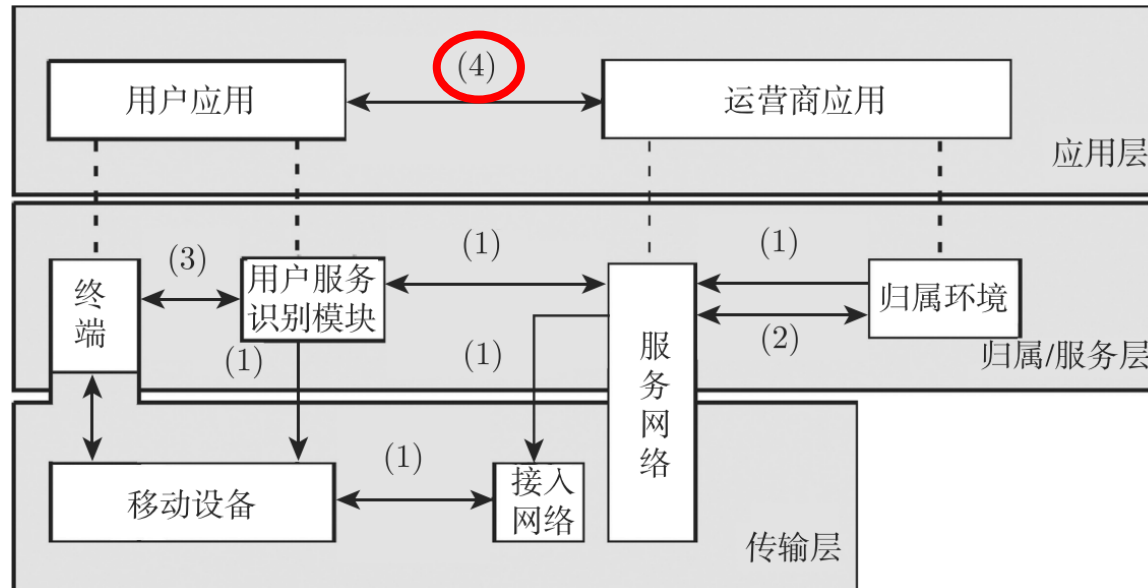 (4)
用户应用
运营商应用
应用层
(3)
(1)
(1)
终
端
用户服务
识别模块
归属环境
(1)
(1)
(2)
服
务
网
络
归属/服务层
(1)
移动设备
接入
网络
传输层